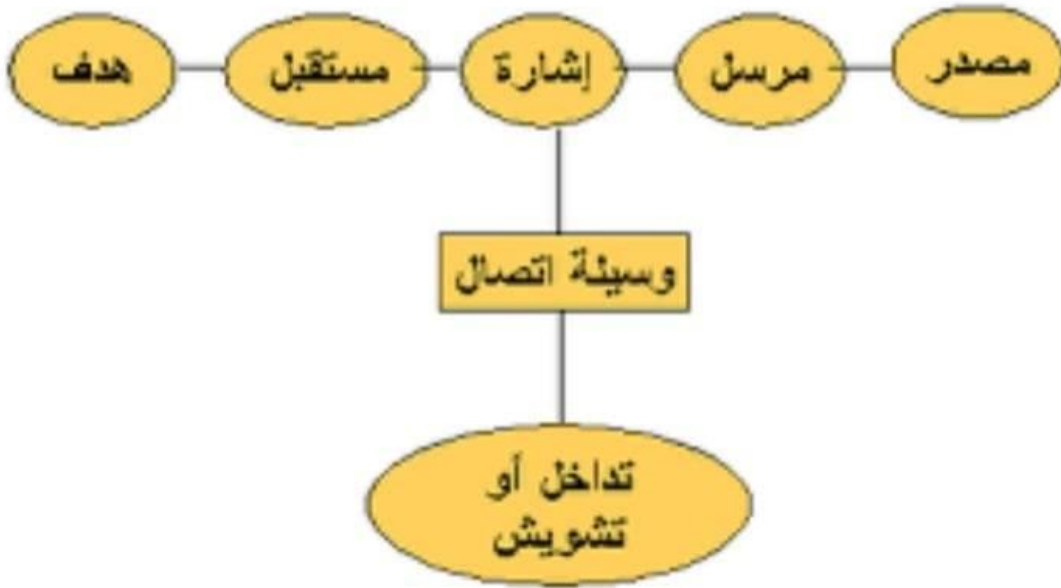 مصدر
مرسل
إشارة
مستقبل
هدف
وسيلة اتصال
تداخل أو
تشويش